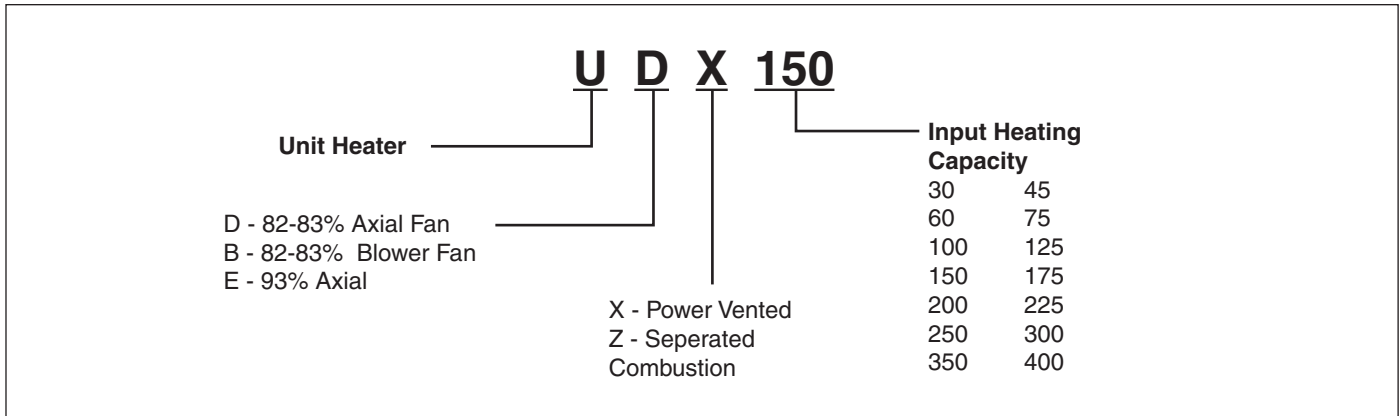 U D X 150
Unit Heater
D - 82-83% Axial Fan
B - 82-83% Blower Fan
E - 93% Axial
X - Power Vented
Z - Seperated
Combustion
Input Heating
Capacity
30 45
60 75
100 125
150 175
200 225
250 300
350 400